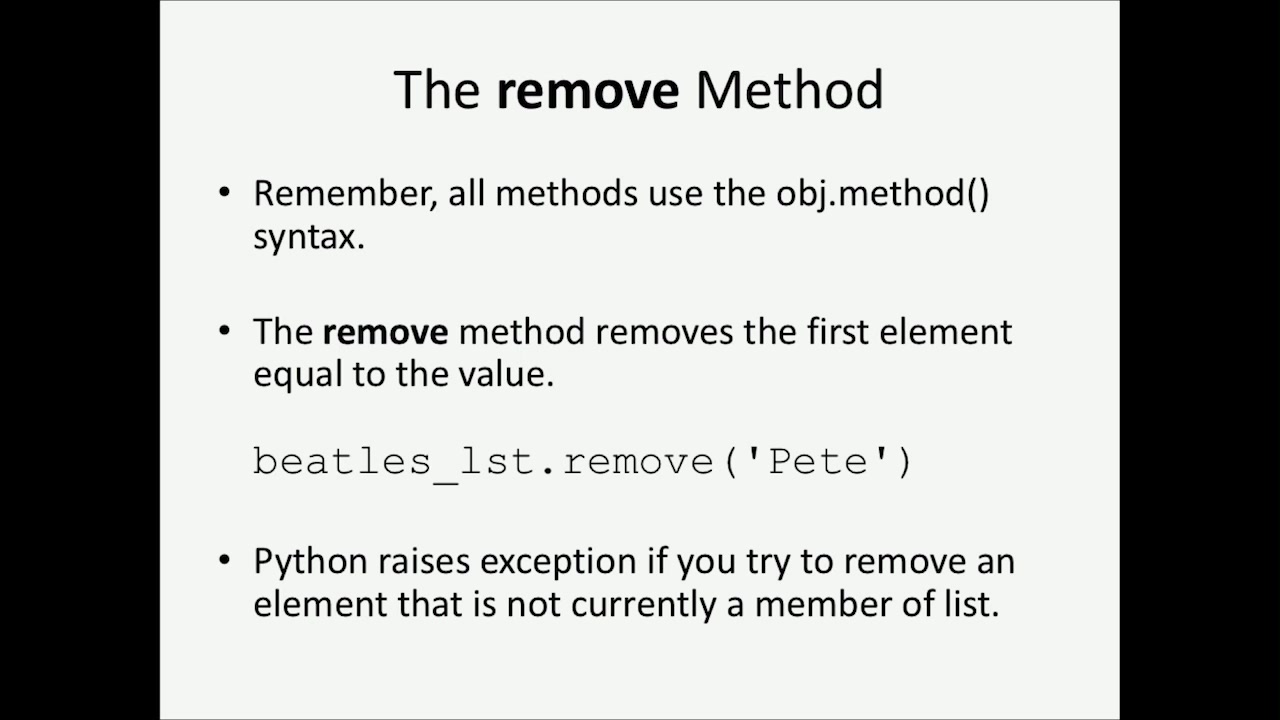 The remove Method
• Remember, all methods use the obj.method()
syntax.
• The remove method removes the first element
equal to the value.
beatles_lst.remove('Pete')
• Python raises exception if you try to remove an
element that is not currently a member of list.